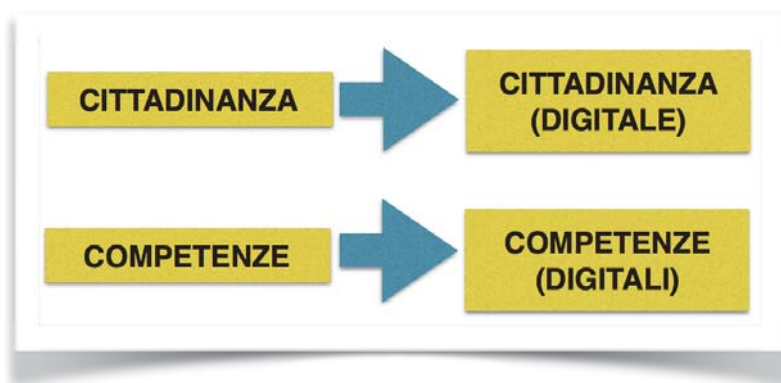 CITTADINANZA
CITTADINANZA
(DIGITALE)
COMPETENZE
COMPETENZE
(DIGITALI)